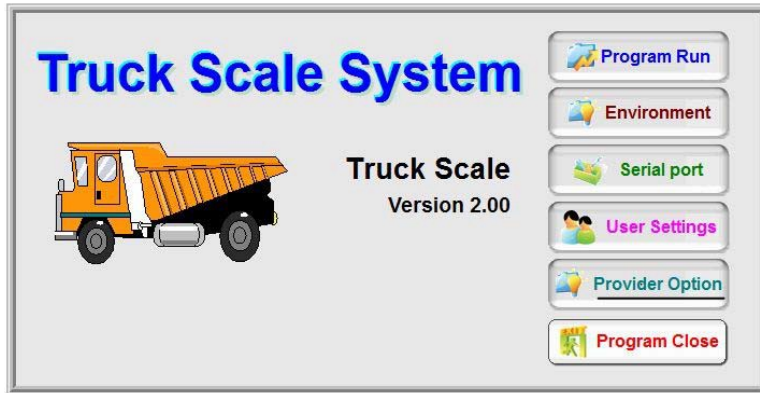 Truck Scale System
Truck Scale
Version 2.00
Program Run
Environment
Serial port
User Settings
Provider Option
EXIT
Program Close